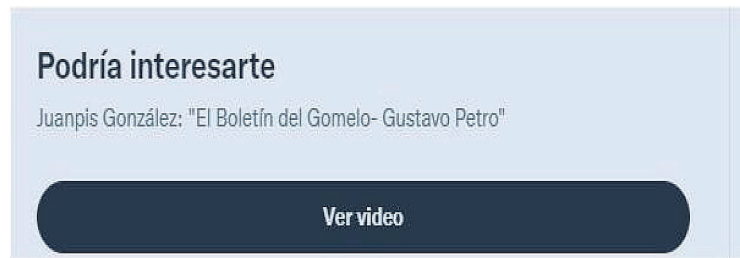 Podría interesarte
Juanpis González: "El Boletín del Gomelo- Gustavo Petro"
Ver video